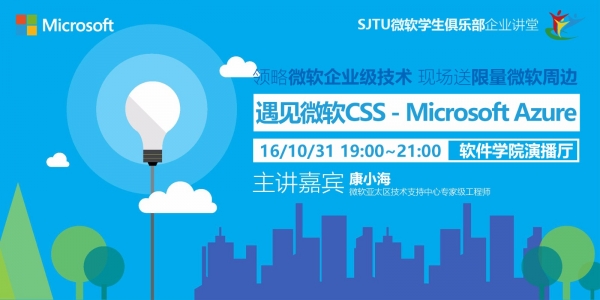 Microsoft
SJTU微软学生俱乐部企业讲堂
领略微软企业级技术 现场送限量微软周边
遇见微软CSS - Microsoft Azure
16/10/31 19:00~21:00 软件学院演播厅
主讲嘉宾 康小海
微软亚太区技术支持中心专家级工程师